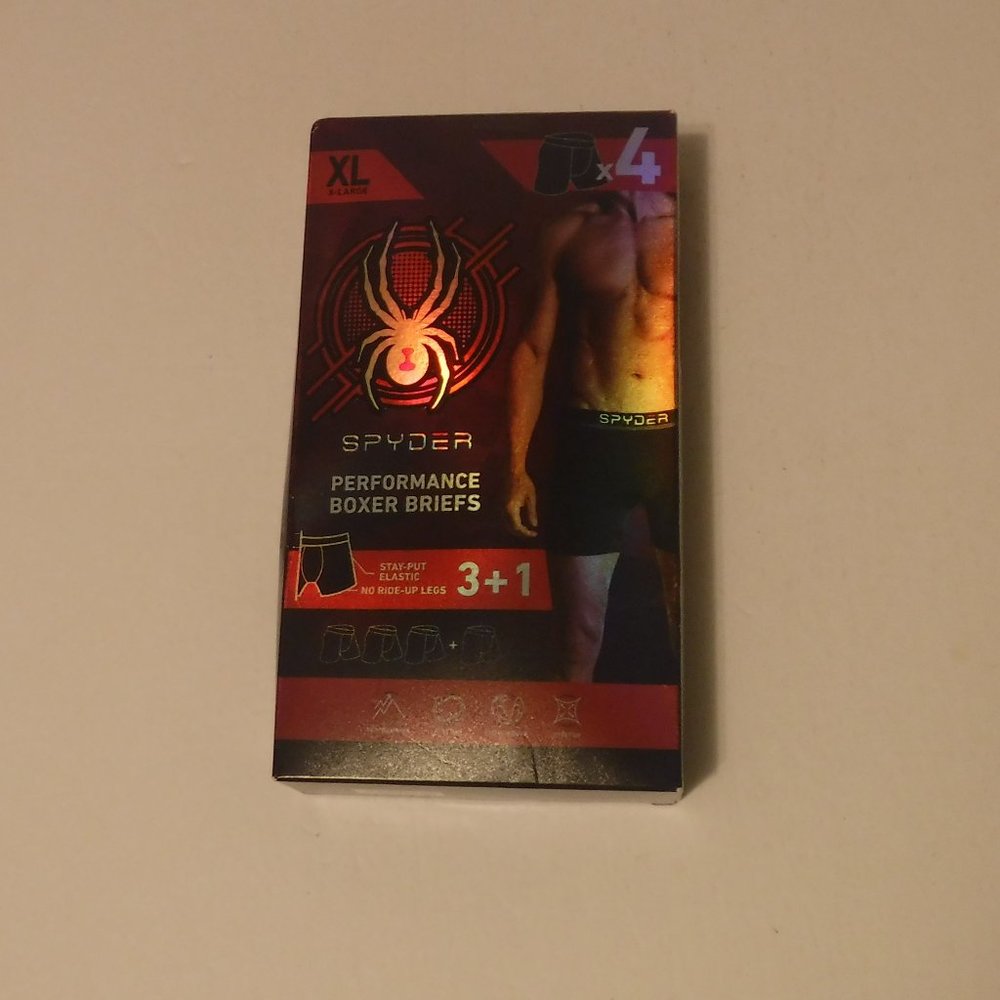 XL
X-LARGE
x4
SPYDER
SPYDER
PERFORMANCE
BOXER BRIEFS
STAY-PUT
ELASTIC
NO RIDE-UP LEGS
3+1
+